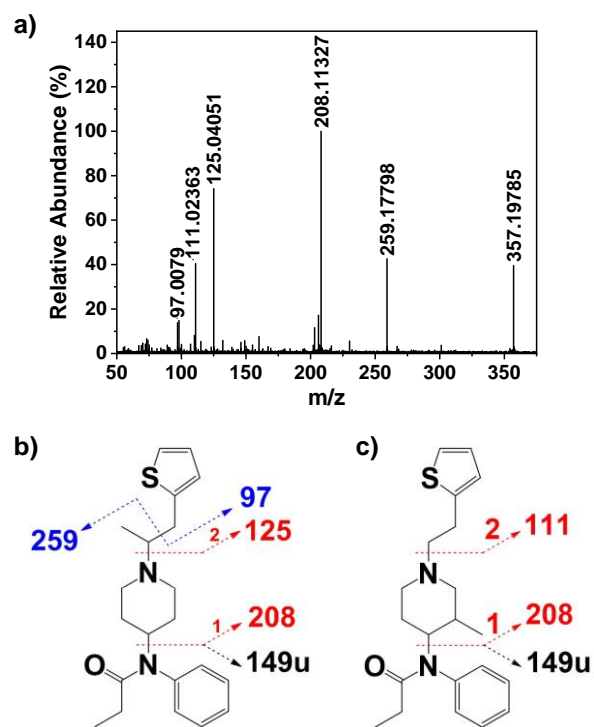 a)
Relative Abundance (%)
140
120
100
80
60
40
20
0
97.0079
111.02363
125.04051
208.11327
259.17798
357.19785
50 100 150 200 250 300 350
m/z
b)
S
97
259
2 125
N
1 208
O N 149u
c)
S
2 111
N
1 208
O N 149u